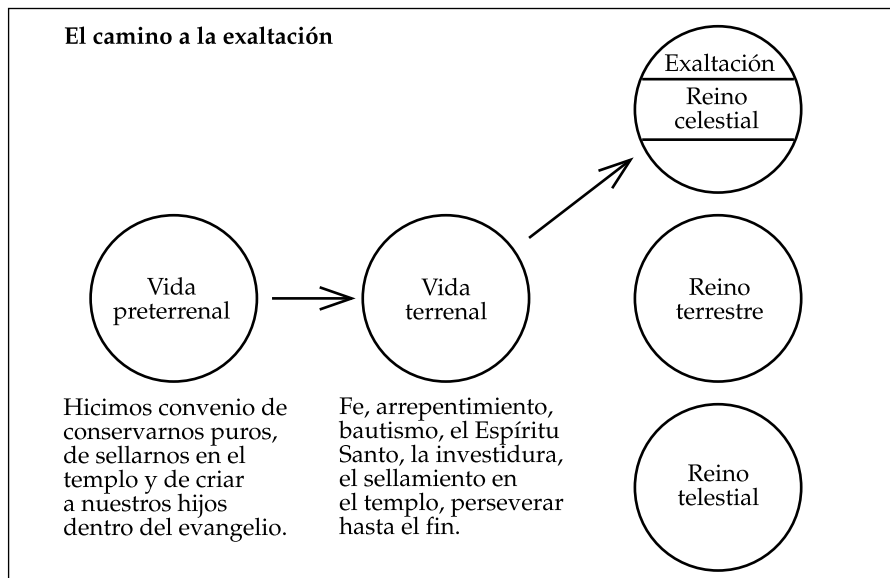 El camino a la exaltación
Exaltación
Reino
celestial
Vida
preterrenal
Vida
terrenal
Reino
terrestre
Hicimos convenio de
conservarnos puros,
de sellarnos en el
templo y de criar
a nuestros hijos
dentro del evangelio.
Fe, arrepentimiento,
bautismo, el Espíritu
Santo, la investidura,
el sellamiento en
el templo, perseverar
hasta el fin.
Reino
telestial